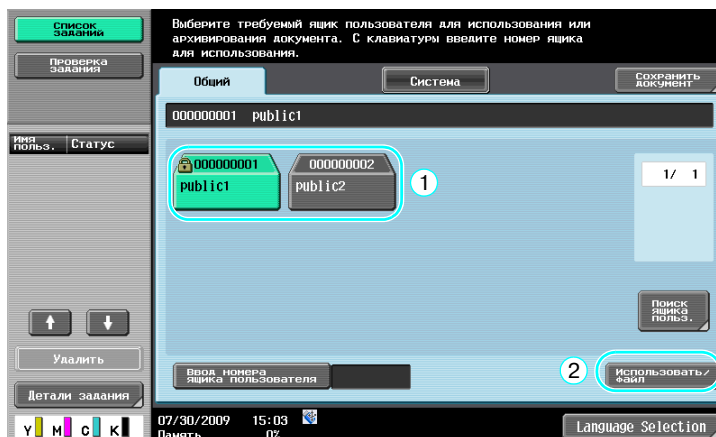 Список
заданий
Проверка
задания
Имя
польз.
Статус
Удалить
Детали задания
Y M C K
Выберите требуемый ящик пользователя для использования или
архивирования документа. С клавиатуры введите номер ящика
для использования.
Общий
Система
Сохранить
документ
000000001 public1
000000001
public1
000000002
public2
1
1/ 1
Поиск
ящика
польз.
Ввод номера
ящика пользователя
2
Использовать/
файл
07/30/2009 15:03
Память 0%
Language Selection